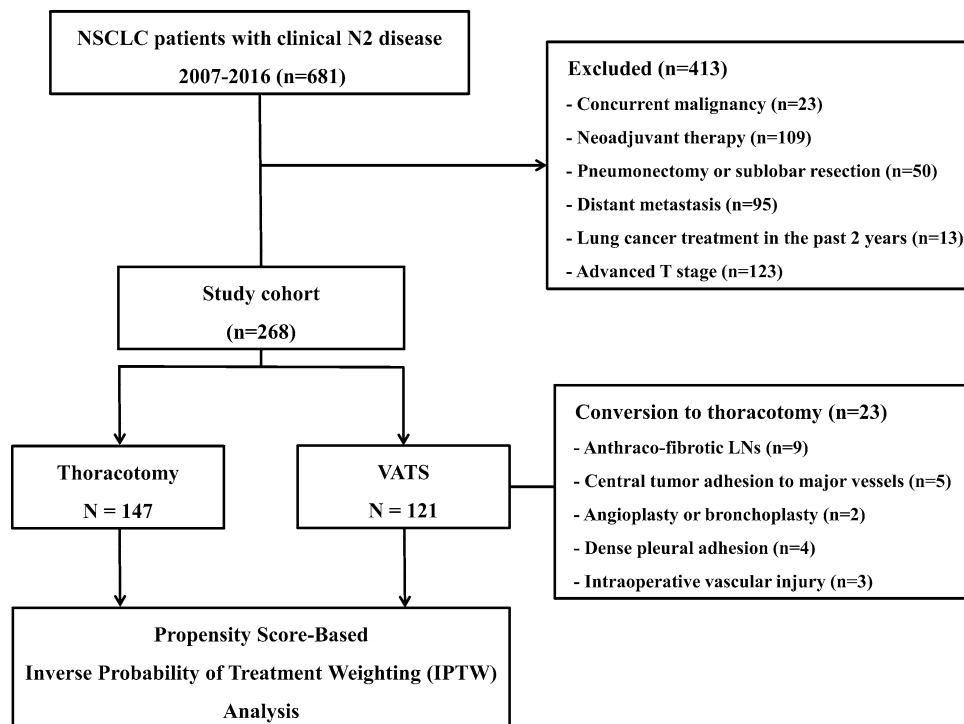 NSCLC patients with clinical N2 disease
2007-2016 (n=681)
Excluded (n=413)
- Concurrent malignancy (n=23)
- Neoadjuvant therapy (n=109)
- Pneumonectomy or sublobar resection (n=50)
- Distant metastasis (n=95)
- Lung cancer treatment in the past 2 years (n=13)
- Advanced T stage (n=123)
Study cohort
(n=268)
Thoracotomy
N = 147
VATS
N = 121
Conversion to thoracotomy (n=23)
- Anthraco-fibrotic LNs (n=9)
- Central tumor adhesion to major vessels (n=5)
- Angioplasty or bronchoplasty (n=2)
- Dense pleural adhesion (n=4)
- Intraoperative vascular injury (n=3)
Propensity Score-Based
Inverse Probability of Treatment Weighting (IPTW)
Analysis